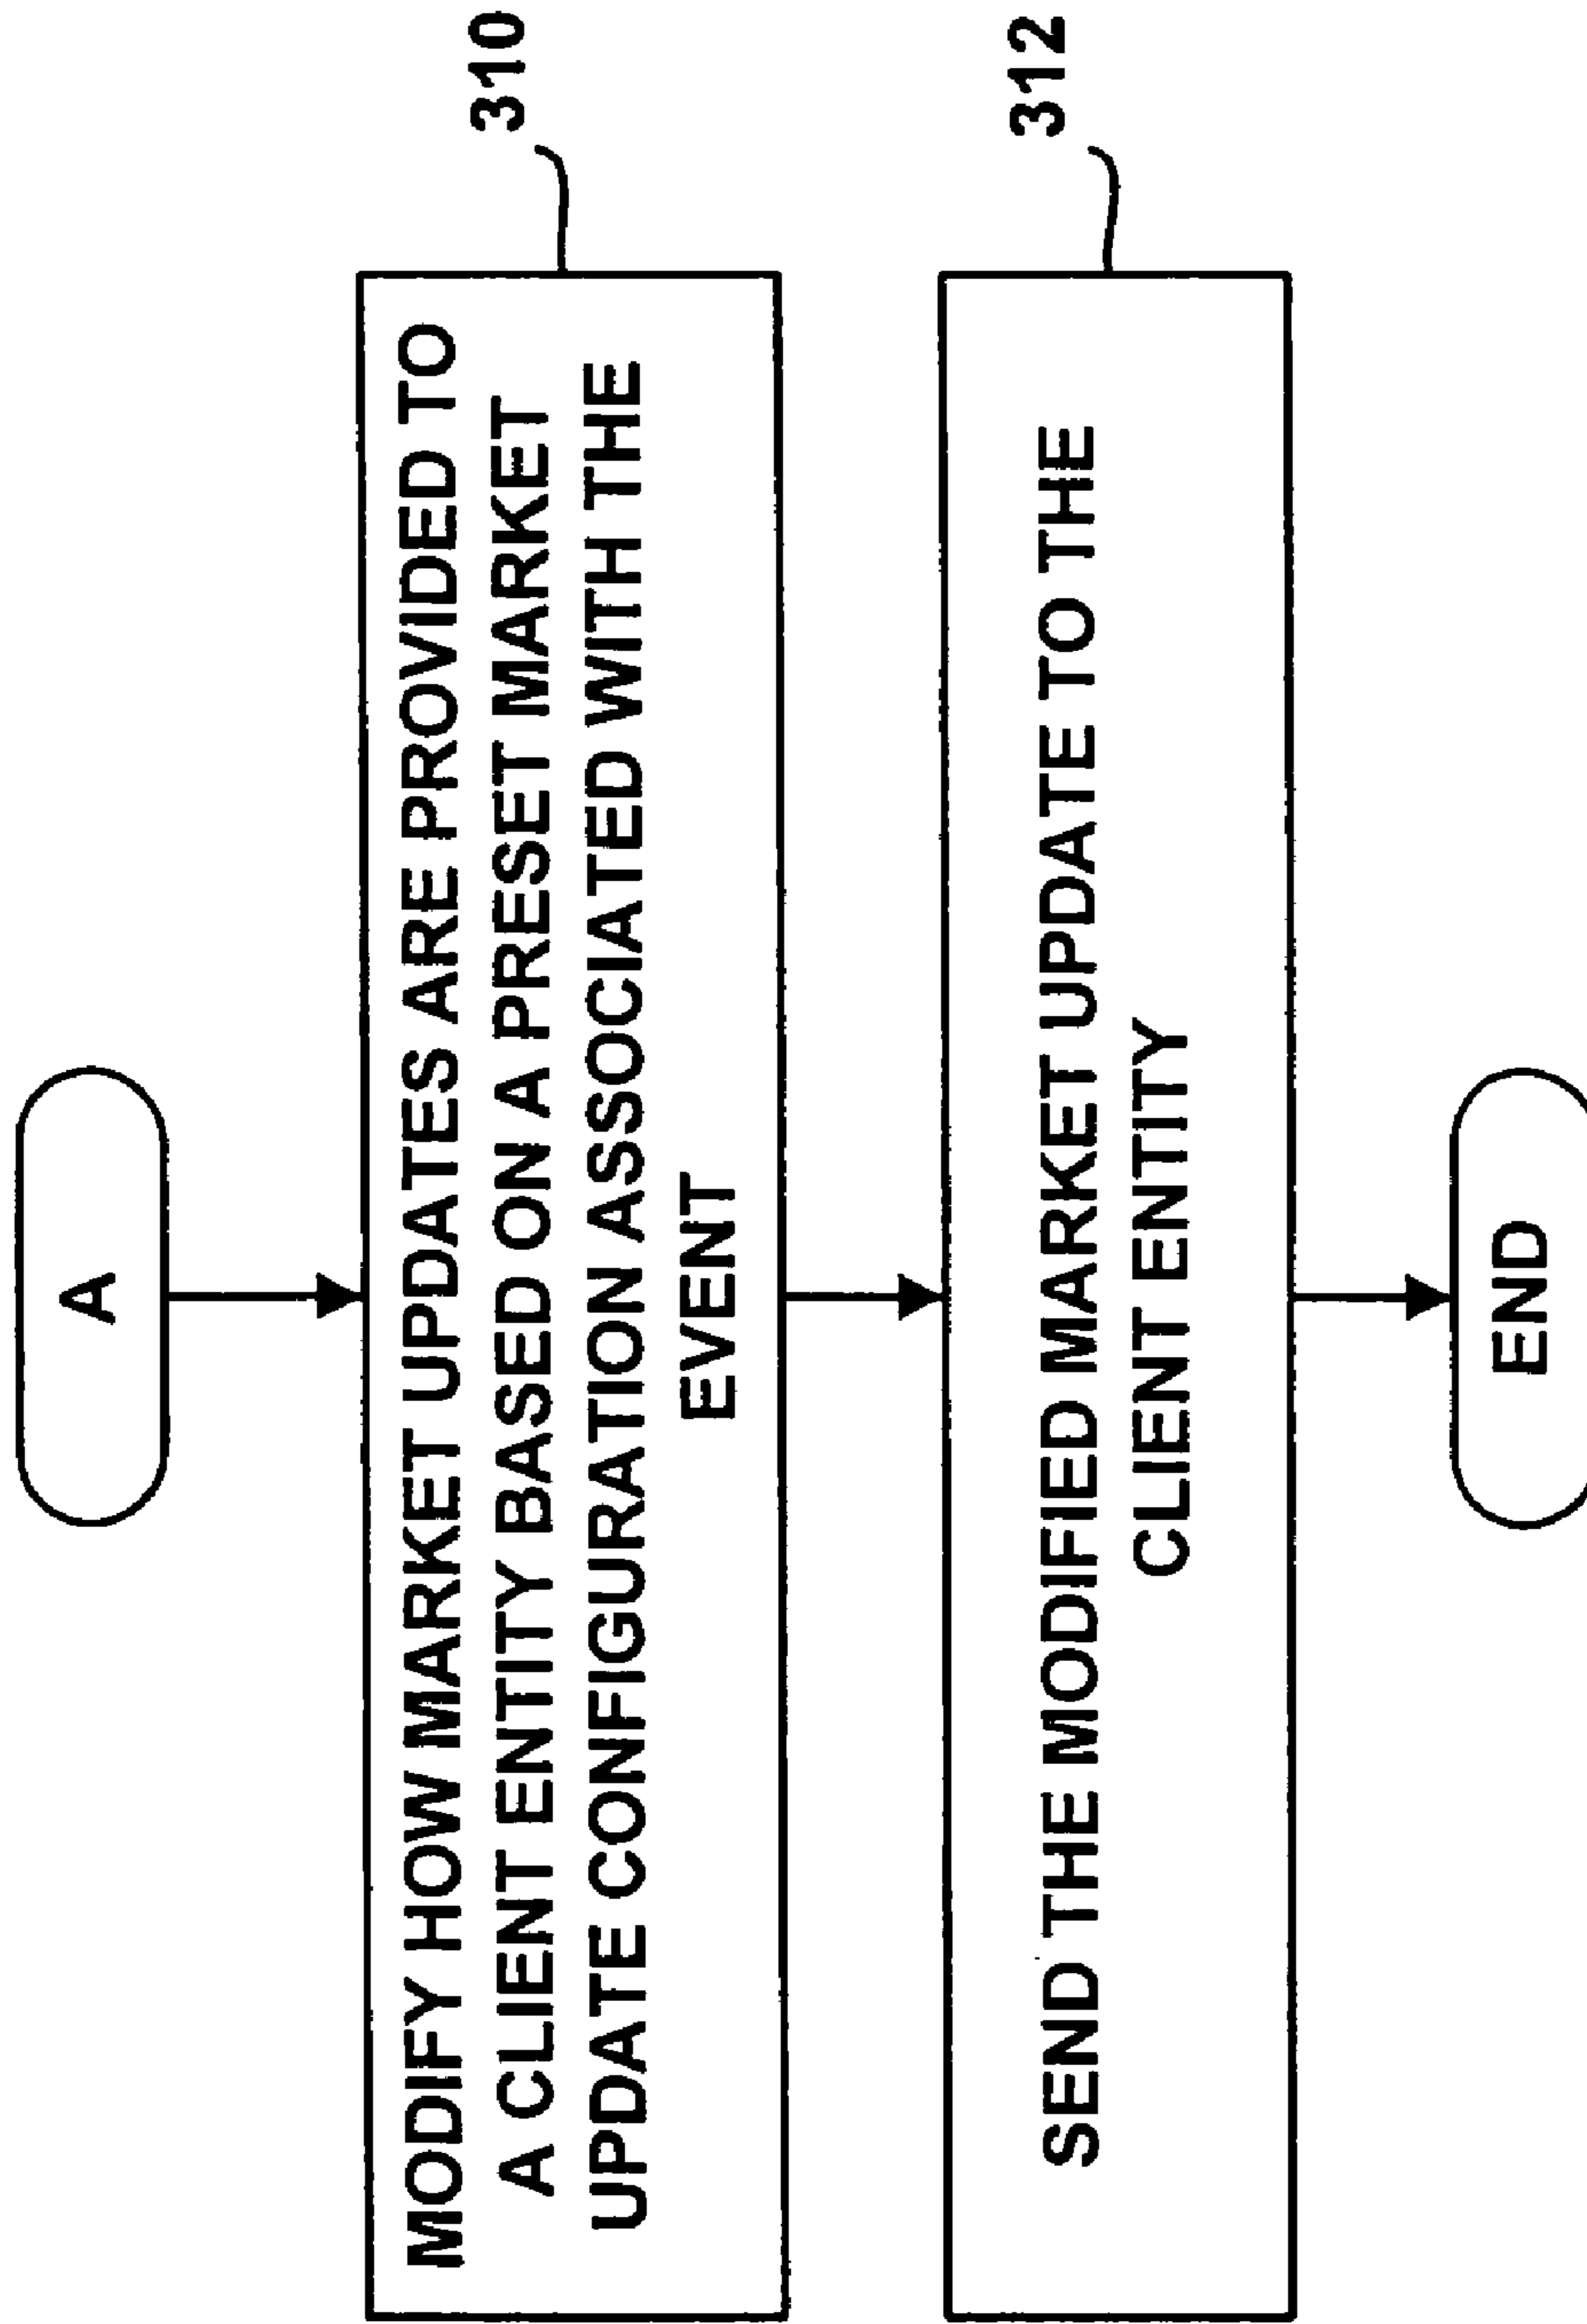 A
MODIFY HOW MARKET UPDATES ARE PROVIDED TO
A CLIENT ENTITY BASED ON A PRESET MARKET
UPDATE CONFIGURATION ASSOCIATED WITH THE
EVENT
310
SEND THE MODIFIED MARKET UPDATE TO THE
CLIENT ENTITY
312
END